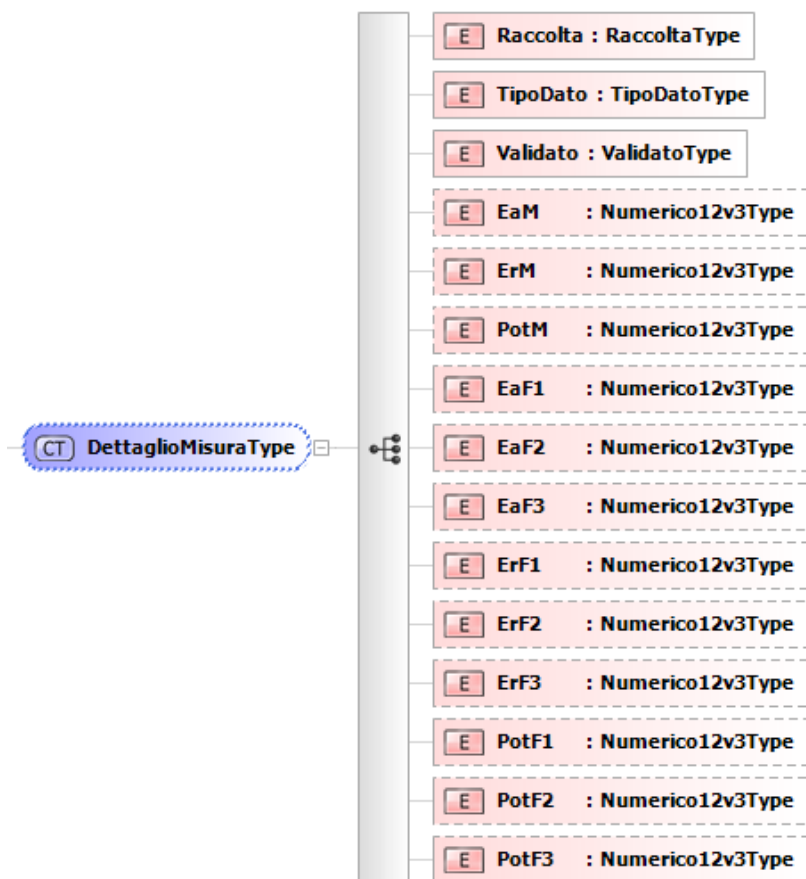 E Raccolta : RaccoltaType
E TipoDato : TipoDatoType
E Validato : ValidatoType
E EaM : Numerico12v3Type
E ErM : Numerico12v3Type
E PotM : Numerico12v3Type
E EaF1 : Numerico12v3Type
CT DettaglioMisuraType
E EaF2 : Numerico12v3Type
E EaF3 : Numerico12v3Type
E ErF1 : Numerico12v3Type
E ErF2 : Numerico12v3Type
E ErF3 : Numerico12v3Type
E PotF1 : Numerico12v3Type
E PotF2 : Numerico12v3Type
E PotF3 : Numerico12v3Type